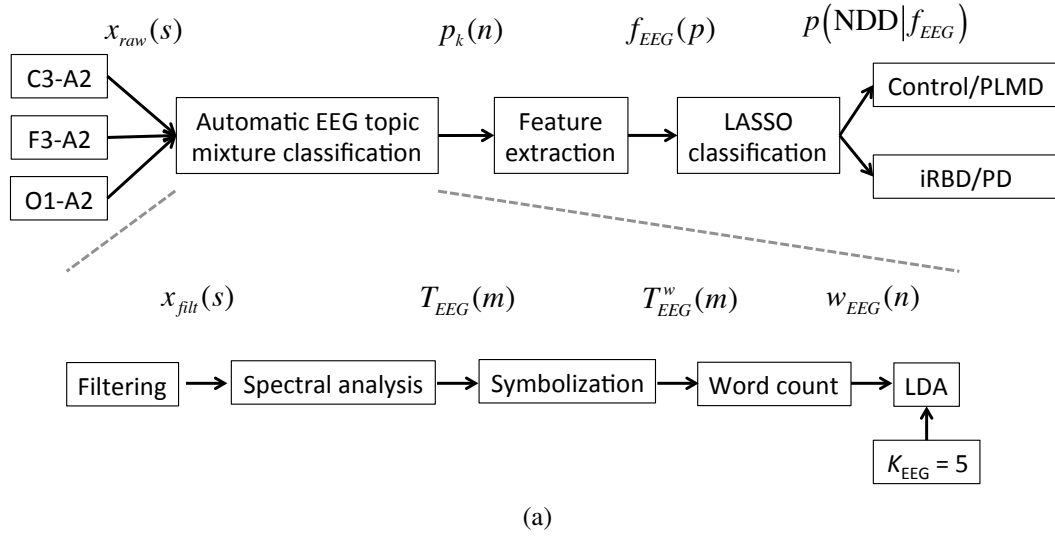 x_raw(s)
p_k(n)
f_EEG(p)
p(NDD|f_EEG)
C3-A2
F3-A2
O1-A2
Automatic EEG topic
mixture classification
Feature
extraction
LASSO
classification
Control/PLMD
iRBD/PD
x_filt(s)
T_EEG(m)
T^w_EEG(m)
w_EEG(n)
Filtering
Spectral analysis
Symbolization
Word count
LDA
K_EEG = 5
(a)